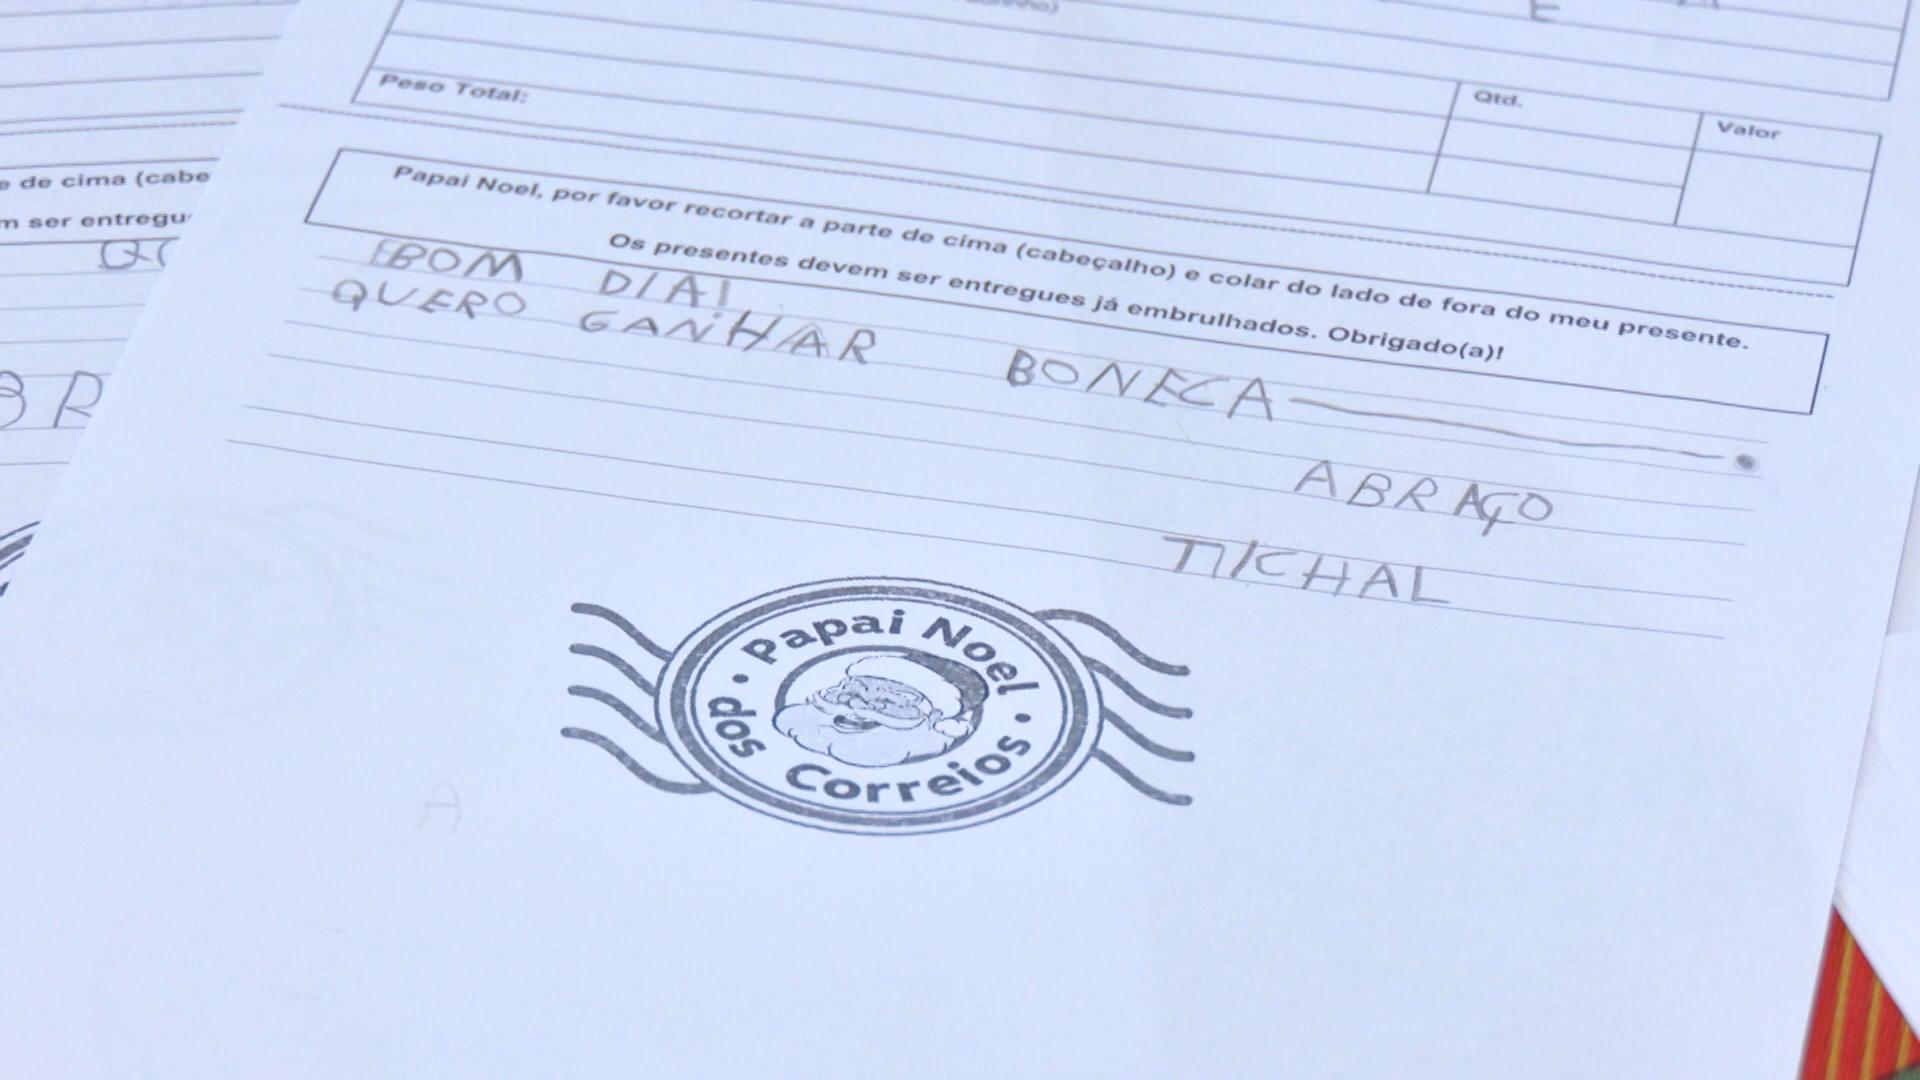 Peso Total:
Qtd.
Valor
Papai Noel, por favor recortar a parte de cima (cabeçalho) e colar do lado de fora do meu presente.
Os presentes devem ser entregues já embrulhados. Obrigado(a)!
BOM DIA!
QUERO GANHAR BONECA
ABRAÇO
A
Papai Noel
dos Correios
de cima (cabe
ser entregu